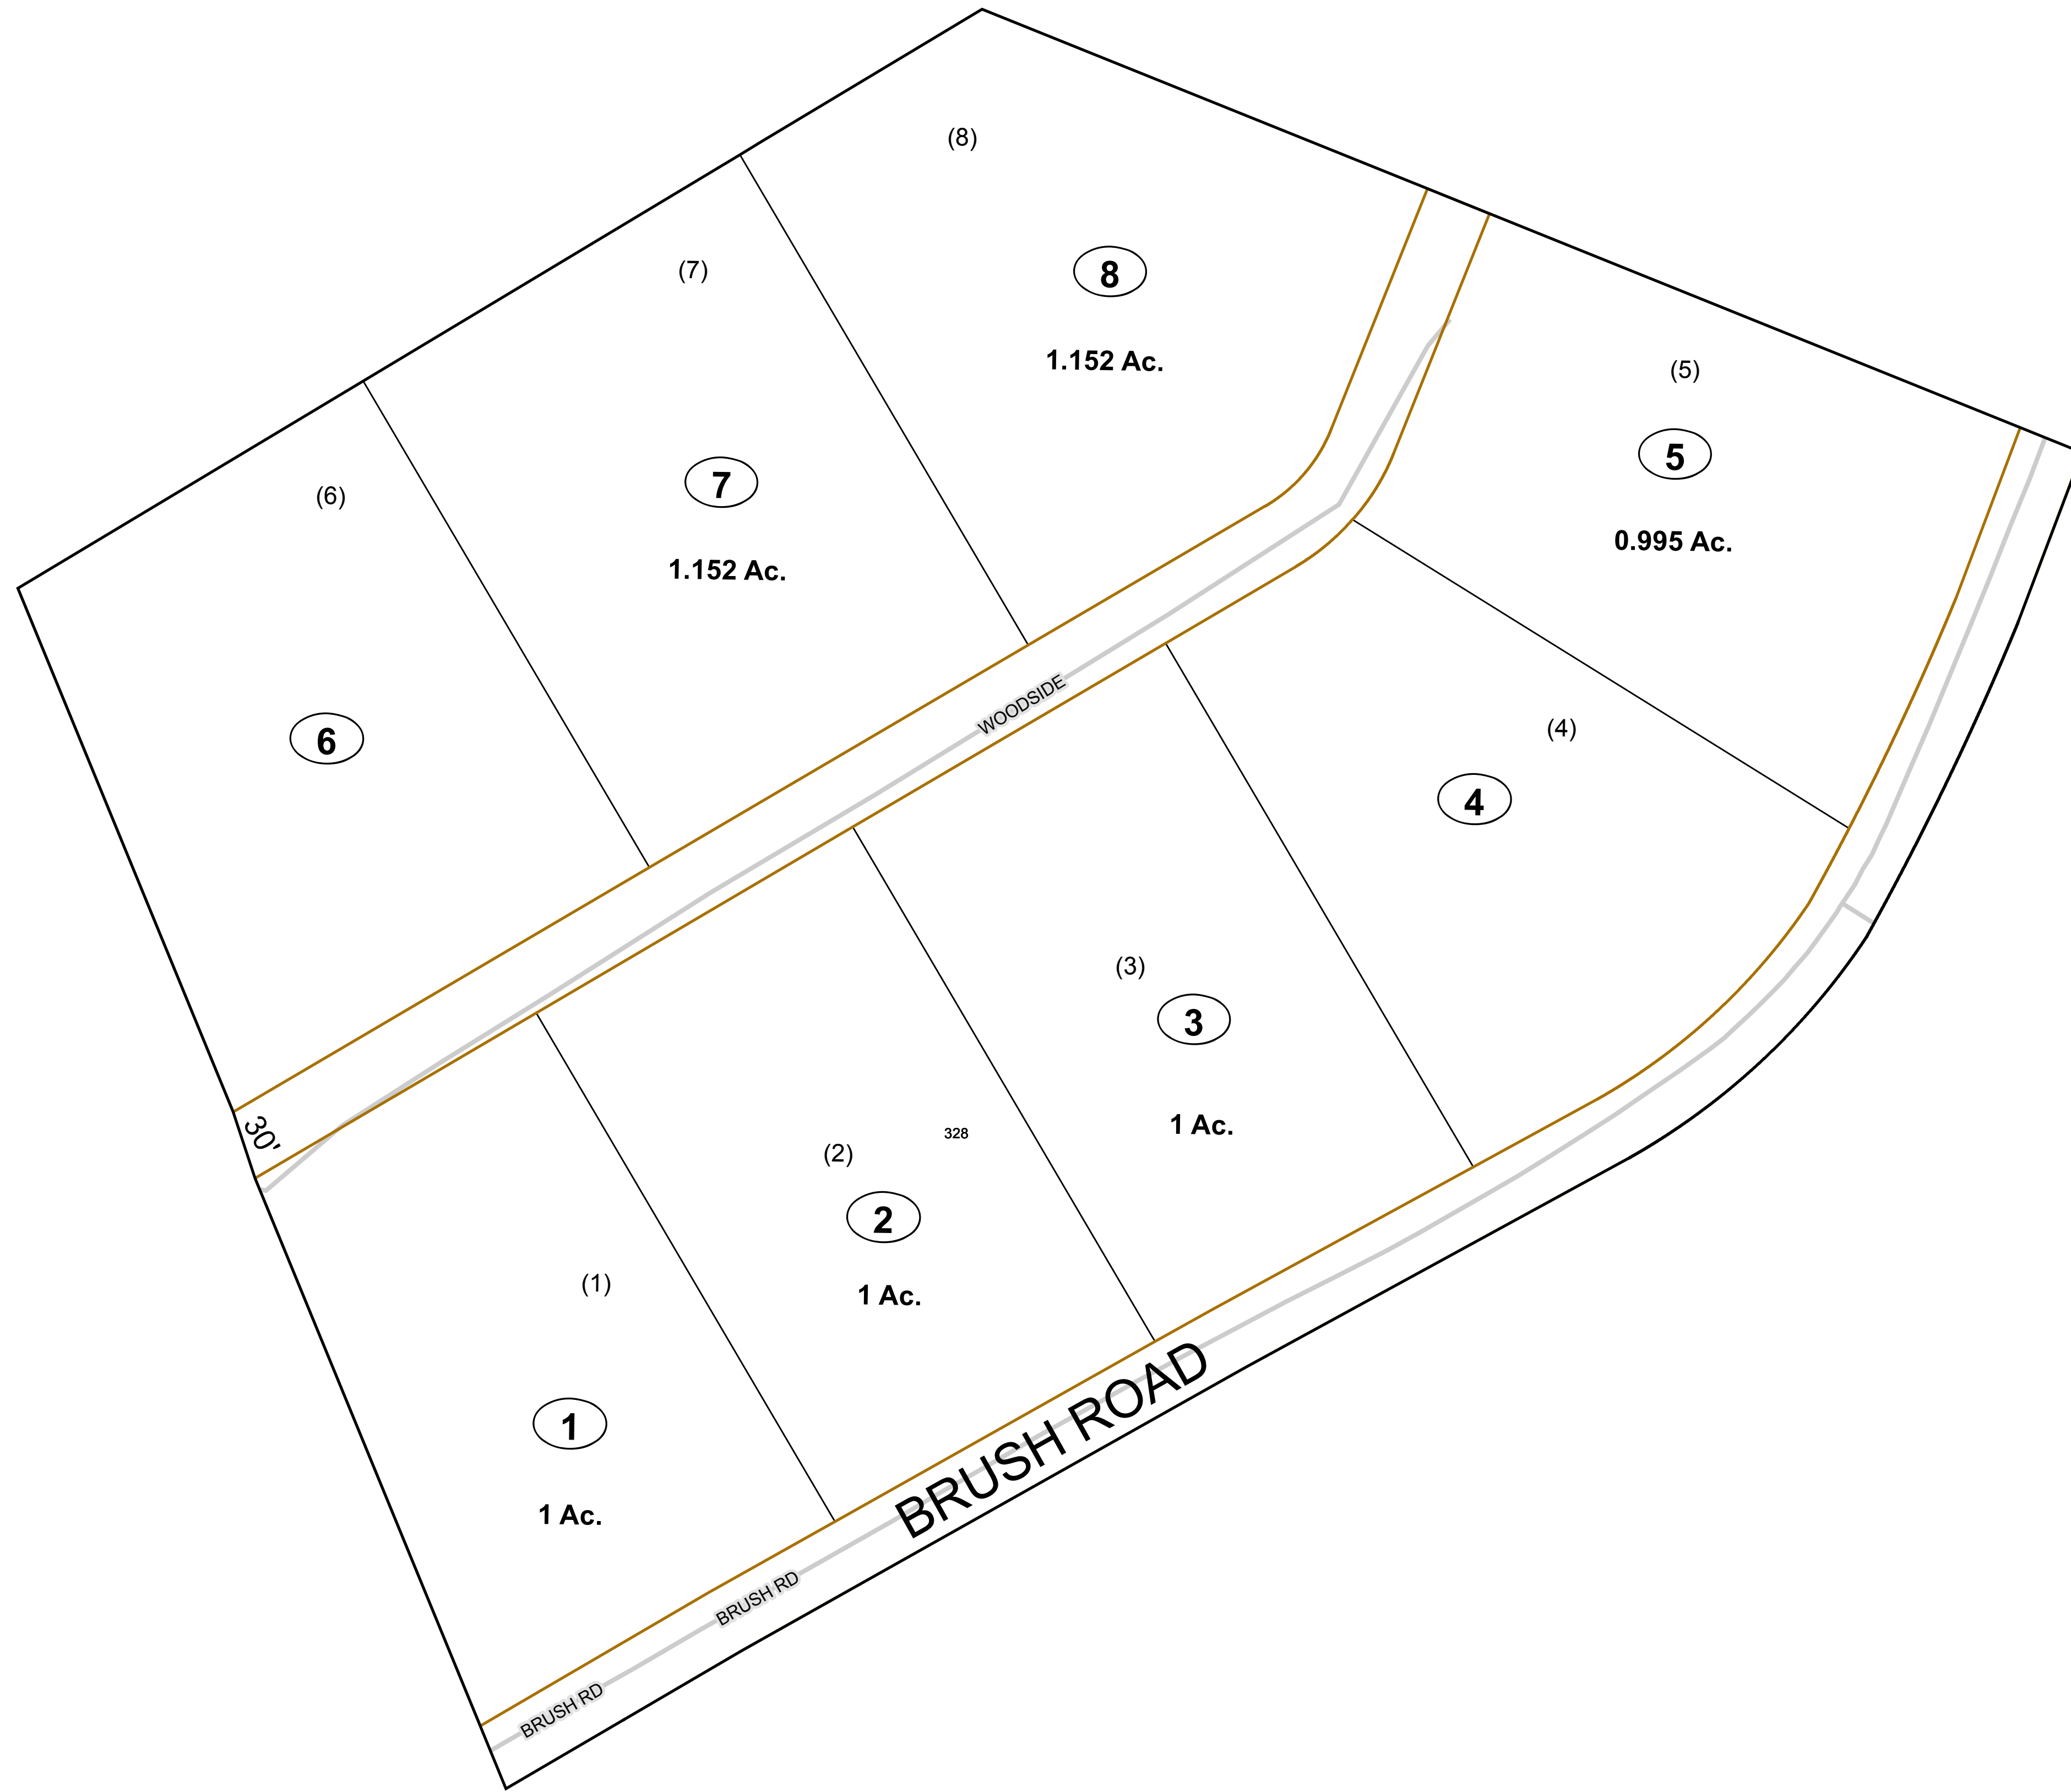 (8)
8
1.152 Ac.
(7)
7
1.152 Ac.
(5)
5
0.995 Ac.
(6)
6
WOODSIDE
(4)
4
(3)
3
1 Ac.
30'
(2)
328
2
1 Ac.
(1)
1
1 Ac.
BRUSH ROAD
BRUSH RD
BRUSH RD